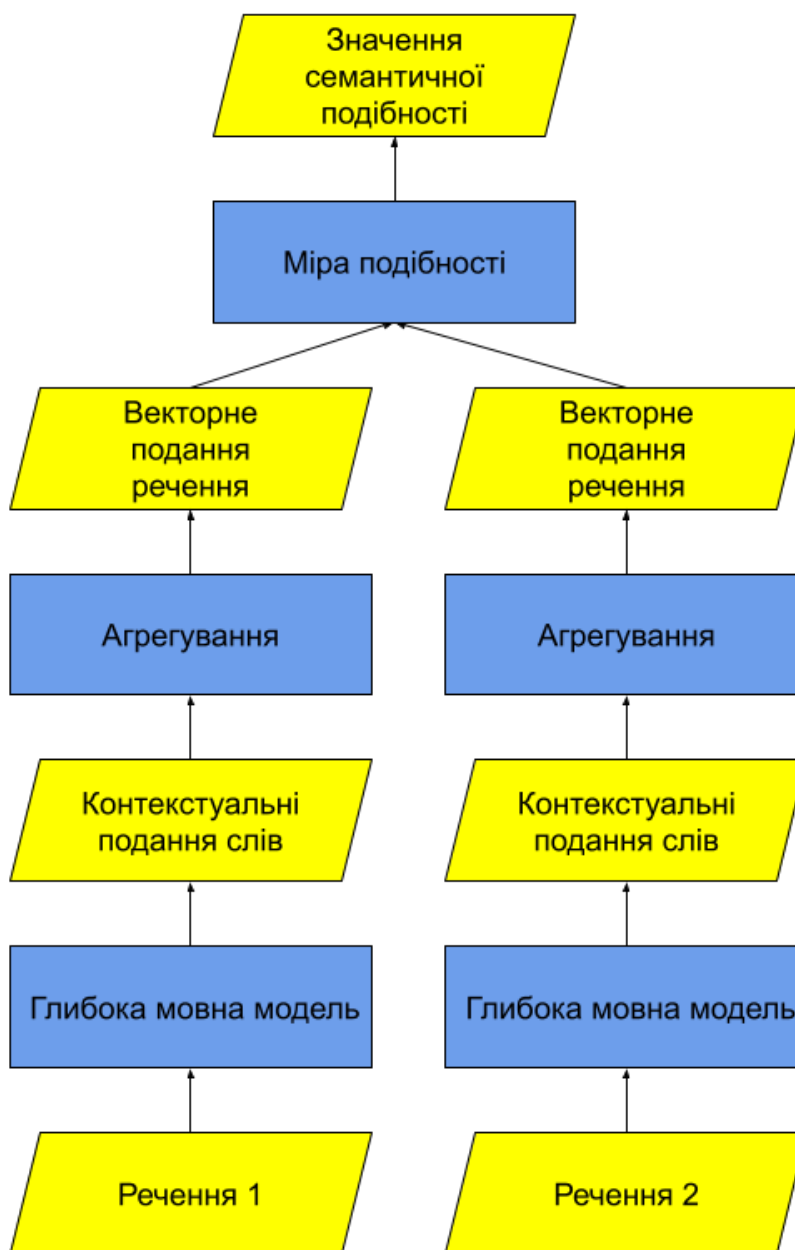 Значення
семантичної
подібності
Міра подібності
Векторне
подання
речення
Векторне
подання
речення
Агрегування
Агрегування
Контекстуальні
подання слів
Контекстуальні
подання слів
Глибока мовна модель
Глибока мовна модель
Речення 1
Речення 2